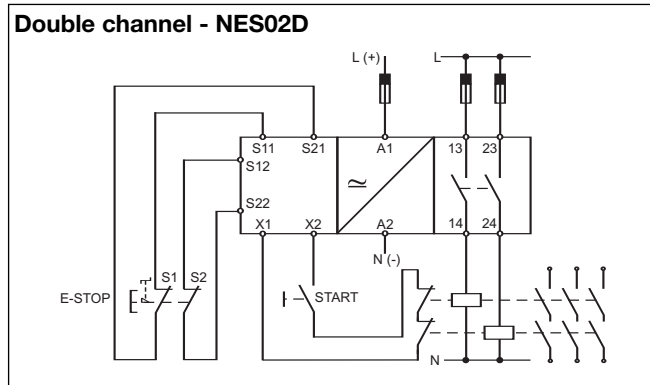 Double channel - NES02D
L (+) L
S11 S21 A1 13 23
S12
S22
X1 X2 A2 14 24
N (-)
S1 S2
E-STOP START
N